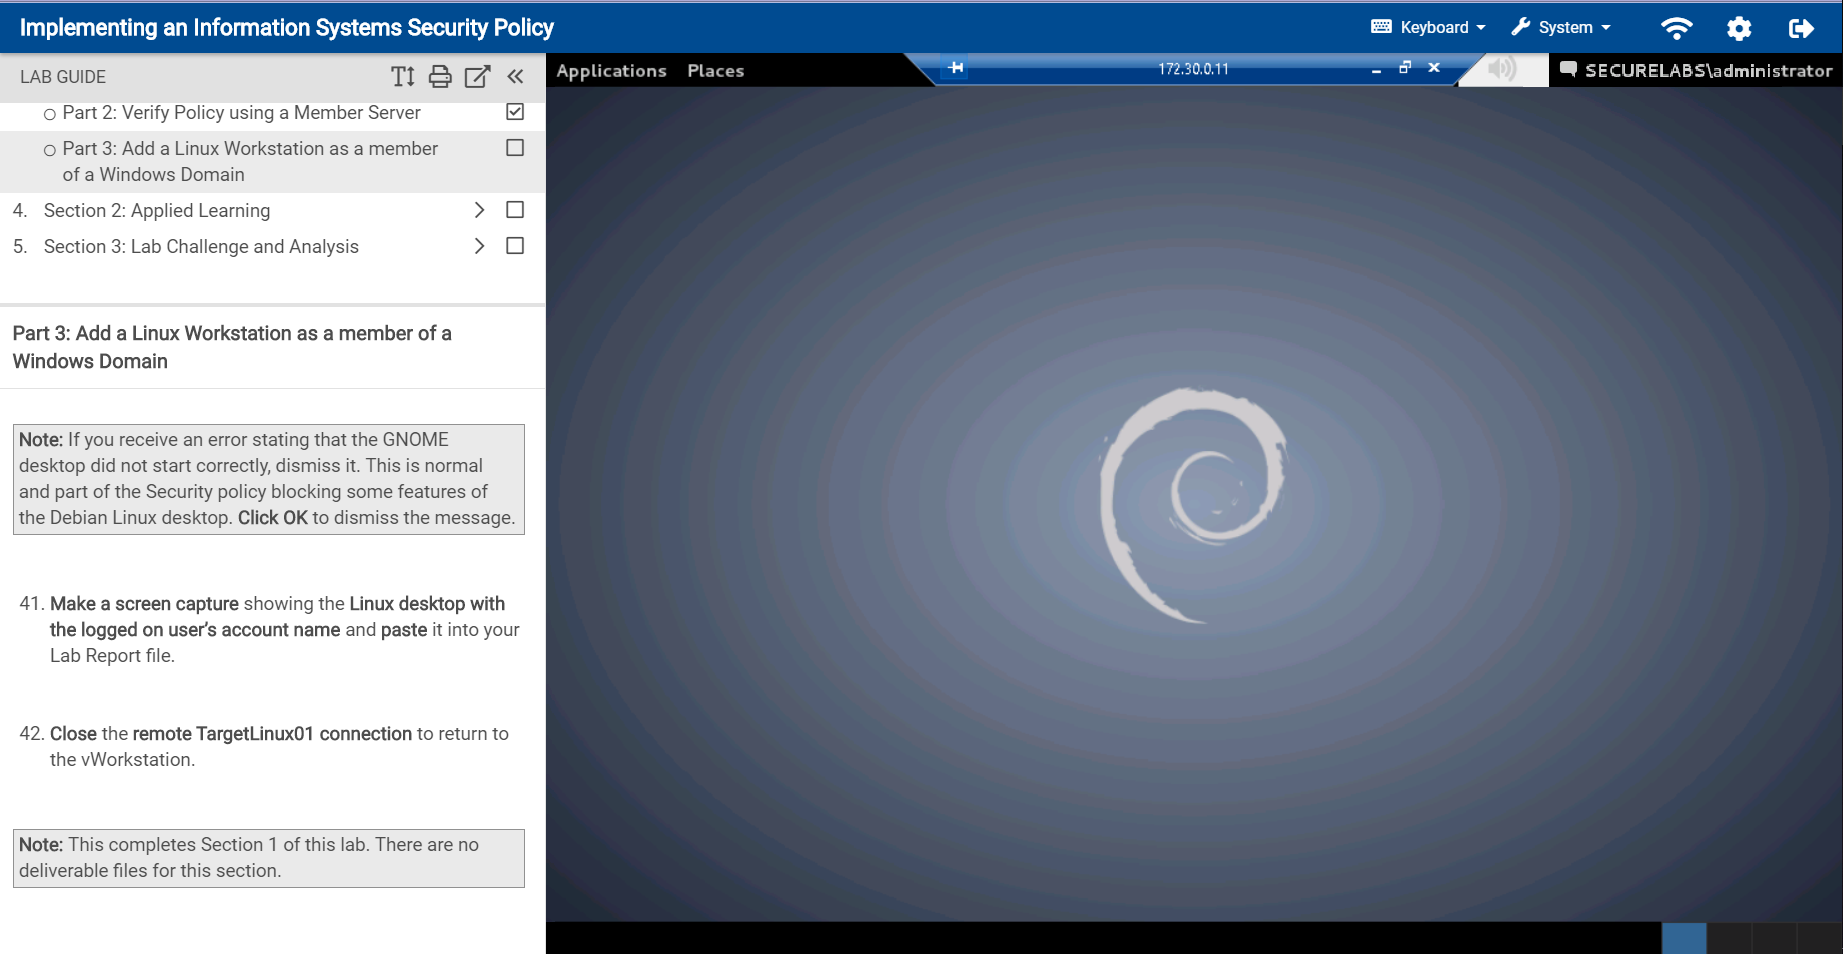 Implementing an Information Systems Security Policy
Keyboard
System
LAB GUIDE
Part 2: Verify Policy using a Member Server
Part 3: Add a Linux Workstation as a member
of a Windows Domain
4. Section 2: Applied Learning
5. Section 3: Lab Challenge and Analysis
Part 3: Add a Linux Workstation as a member of a
Windows Domain
Note: If you receive an error stating that the GNOME
desktop did not start correctly, dismiss it. This is normal
and part of the Security policy blocking some features of
the Debian Linux desktop. Click OK to dismiss the message.
41. Make a screen capture showing the Linux desktop with
the logged on user’s account name and paste it into your
Lab Report file.
42. Close the remote TargetLinux01 connection to return to
the vWorkstation.
Note: This completes Section 1 of this lab. There are no
deliverable files for this section.
Applications Places
172.30.0.11
SECURELABS\administrator